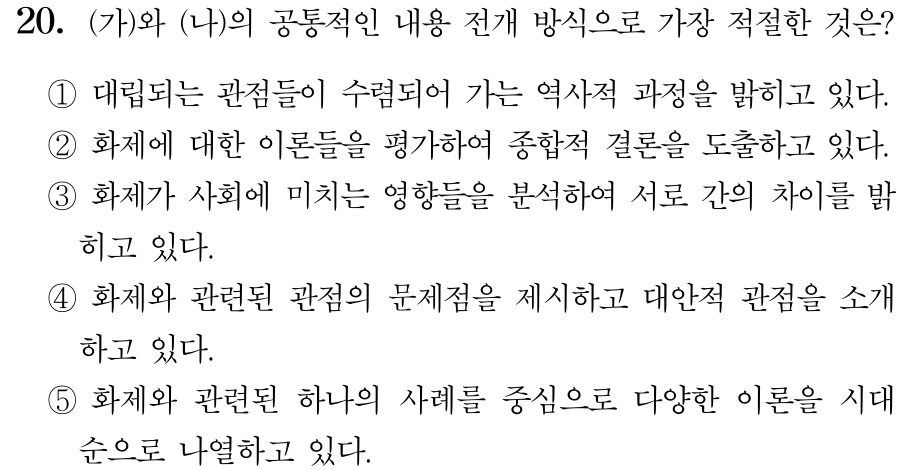 20. (가)와 (나)의 공통적인 내용 전개 방식으로 가장 적절한 것은?
① 대립되는 관점들이 수렴되어 가는 역사적 과정을 밝히고 있다.
② 화제에 대한 이론들을 평가하여 종합적 결론을 도출하고 있다.
③ 화제가 사회에 미치는 영향들을 분석하여 서로 간의 차이를 밝
히고 있다.
④ 화제와 관련된 관점의 문제점을 제시하고 대안적 관점을 소개
하고 있다.
⑤ 화제와 관련된 하나의 사례를 중심으로 다양한 이론을 시대
순으로 나열하고 있다.